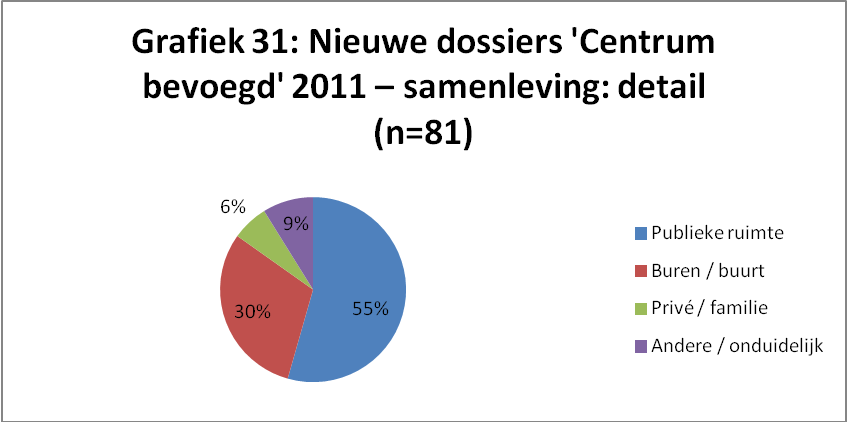 Grafiek 31: Nieuwe dossiers 'Centrum
bevoegd' 2011 – samenleving: detail
(n=81)
6%
9%
30%
55%
Publieke ruimte
Buren / buurt
Privé / familie
Andere / onduidelijk